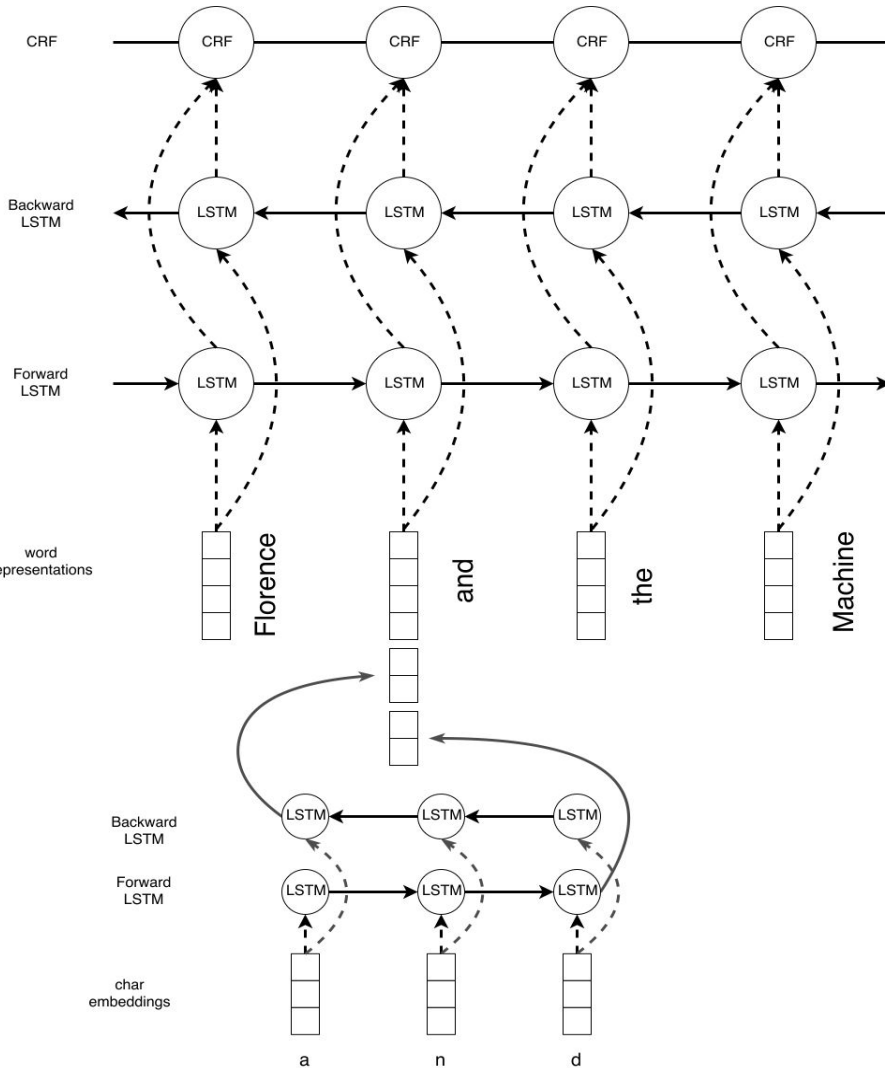 CRF
CRF CRF CRF CRF
Backward
LSTM
LSTM LSTM LSTM LSTM
Forward
LSTM
LSTM LSTM LSTM LSTM
word
epresentations
Florence
and
the
Machine
Backward
LSTM
LSTM LSTM LSTM
Forward
LSTM
LSTM LSTM LSTM
char
embeddings
a n d